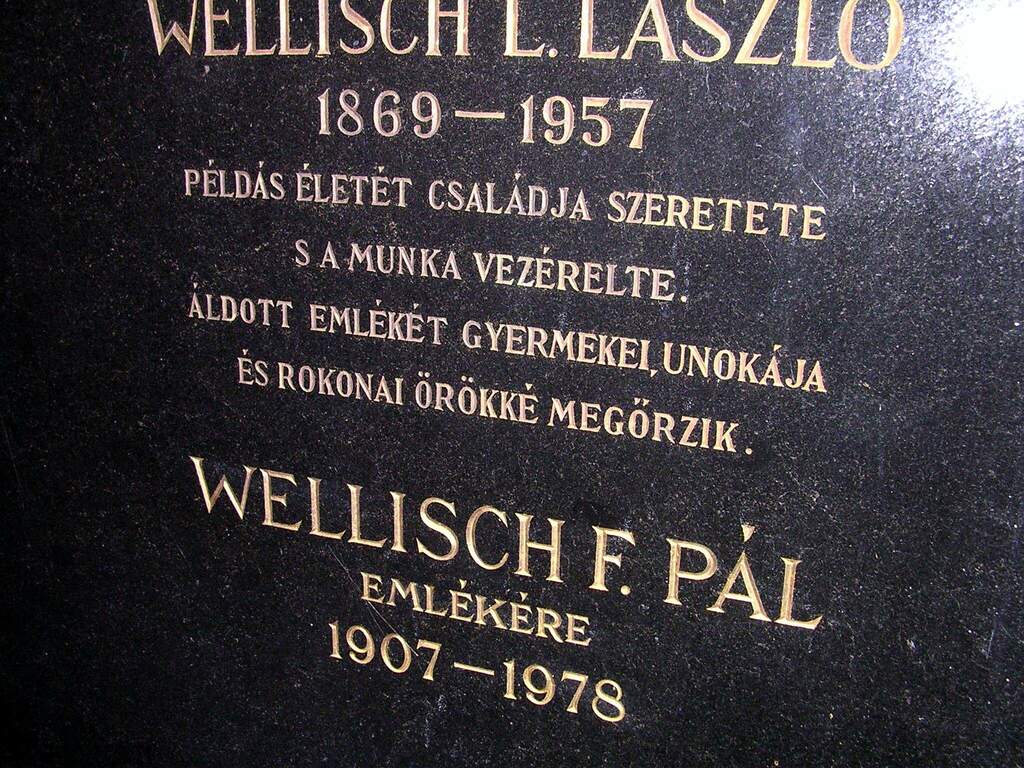 WELLISCH L. LÁSZLÓ
1869 – 1957
PÉLDÁS ÉLETÉT CSALÁDJA SZERETETE
S A MUNKA VEZÉRELTE.
ÁLDOTT EMLÉKÉT GYERMEKEI, UNOKÁJA
ÉS ROKONAI ÖRÖKKÉ MEGŐRZIK.
WELLISCH F. PÁL
EMLÉKÉRE
1907 – 1978